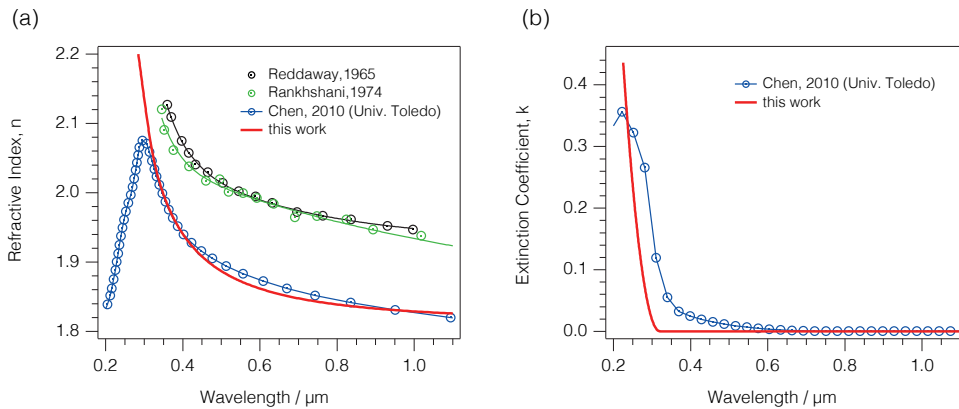 (a)
2.2
2.1
2.0
1.9
1.8
Refractive Index, n
Reddaway,1965
Rankhshani,1974
Chen, 2010 (Univ. Toledo)
this work
0.2 0.4 0.6 0.8 1.0
Wavelength / µm
(b)
0.4
0.3
0.2
0.1
0.0
Extinction Coefficient, k
Chen, 2010 (Univ. Toledo)
this work
0.2 0.4 0.6 0.8 1.0
Wavelength / µm